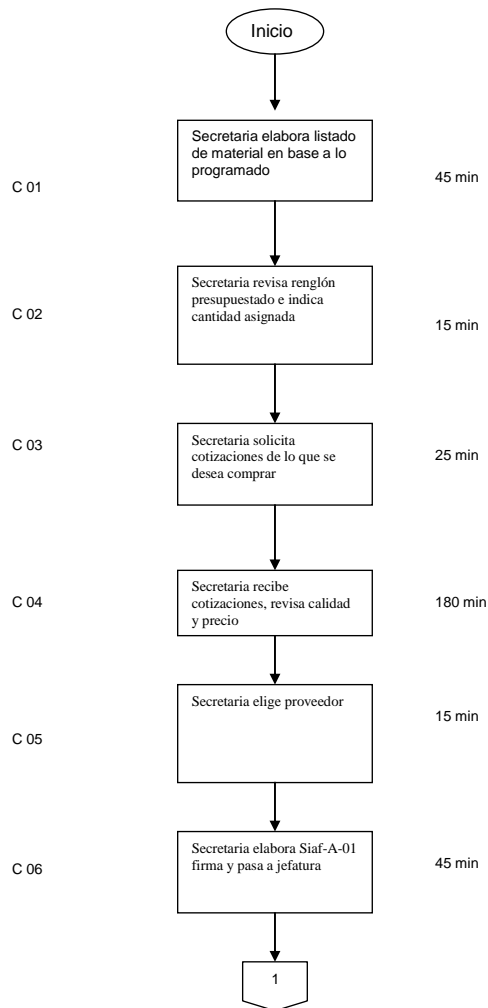 Inicio
Secretaria elabora listado
de material en base a lo
programado
C 01
45 min
Secretaria revisa renglón
presupuestado e indica
cantidad asignada
C 02
15 min
Secretaria solicita
cotizaciones de lo que se
desea comprar
C 03
25 min
Secretaria recibe
cotizaciones, revisa calidad
y precio
C 04
180 min
Secretaria elige proveedor
C 05
15 min
Secretaria elabora Siaf-A-01
firma y pasa a jefatura
C 06
45 min
1